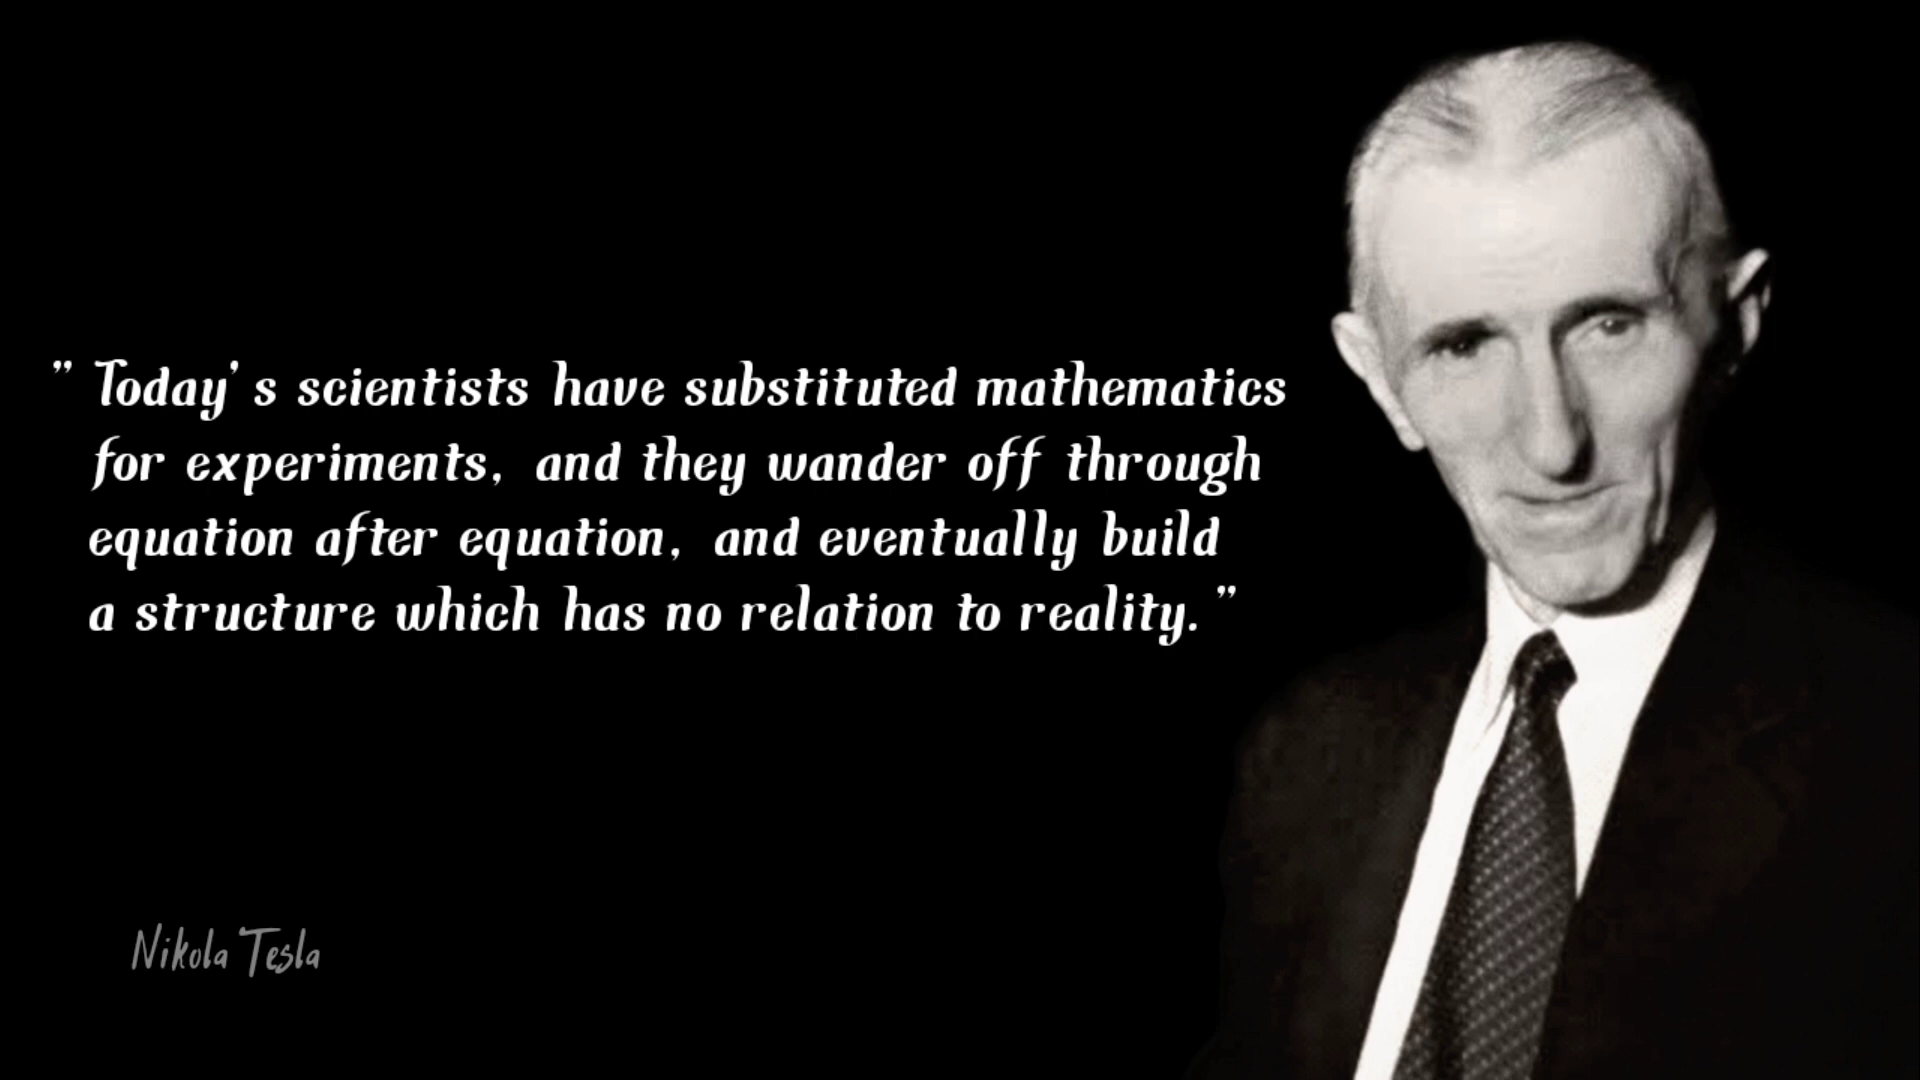 ” Today's scientists have substituted mathematics
for experiments, and they wander off through
equation after equation, and eventually build
a structure which has no relation to reality. ”
Nikola Tesla